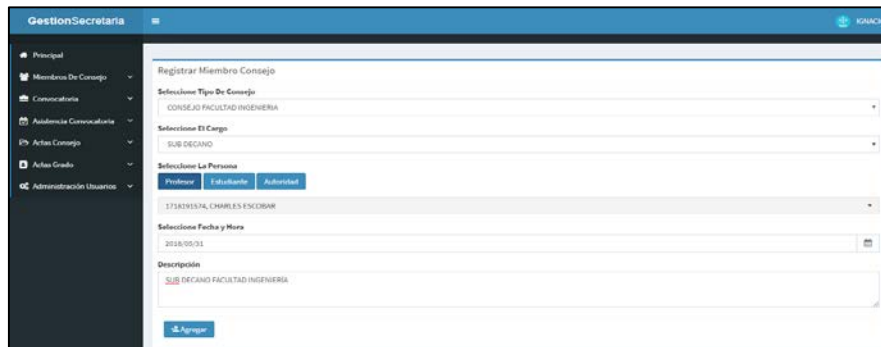 GestionSecretaria
IGNACI
Principal
Miembros De Consejo
Convocatoria
Asistencia Convocatoria
Actas Consejo
Actas Grado
Administración Usuarios
Registrar Miembro Consejo
Seleccione Tipo De Consejo
CONSEJO FACULTAD INGENIERIA
Seleccione El Cargo
SUB DECANO
Seleccione La Persona
Profesor Estudiante Autoridad
CHARLES ESCOBAR
Seleccione Fecha y Hora
2016/05/31
Descripción
SUB DECANO FACULTAD INGENIERÍA
Agregar